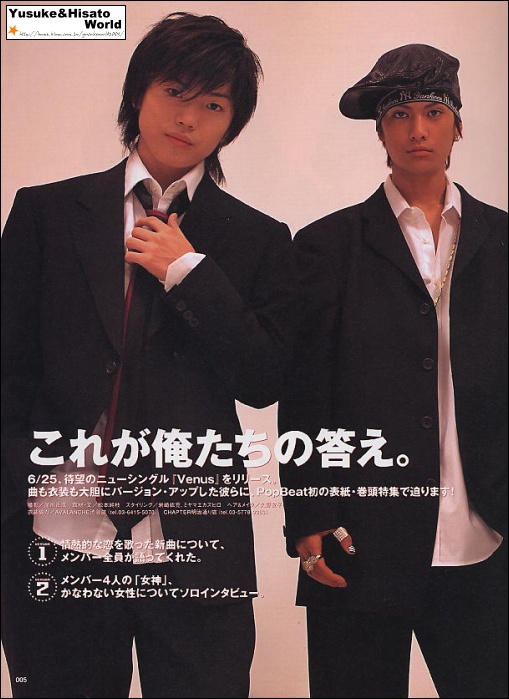 Yusuke&Hisato
World
Yankees
これが俺たちの答え。
6/25、待望のニューシングル『Venus』をリリース。
曲も衣装も大胆にバージョン・アップした彼らに、PopBeat初の表紙・巻頭特集で迫ります!
1 情熱的な恋を歌った新曲について、
メンバー全員が語ってくれた。
2 メンバー4人の「女神」、
かなわない女性についてソロインタビュー。
005